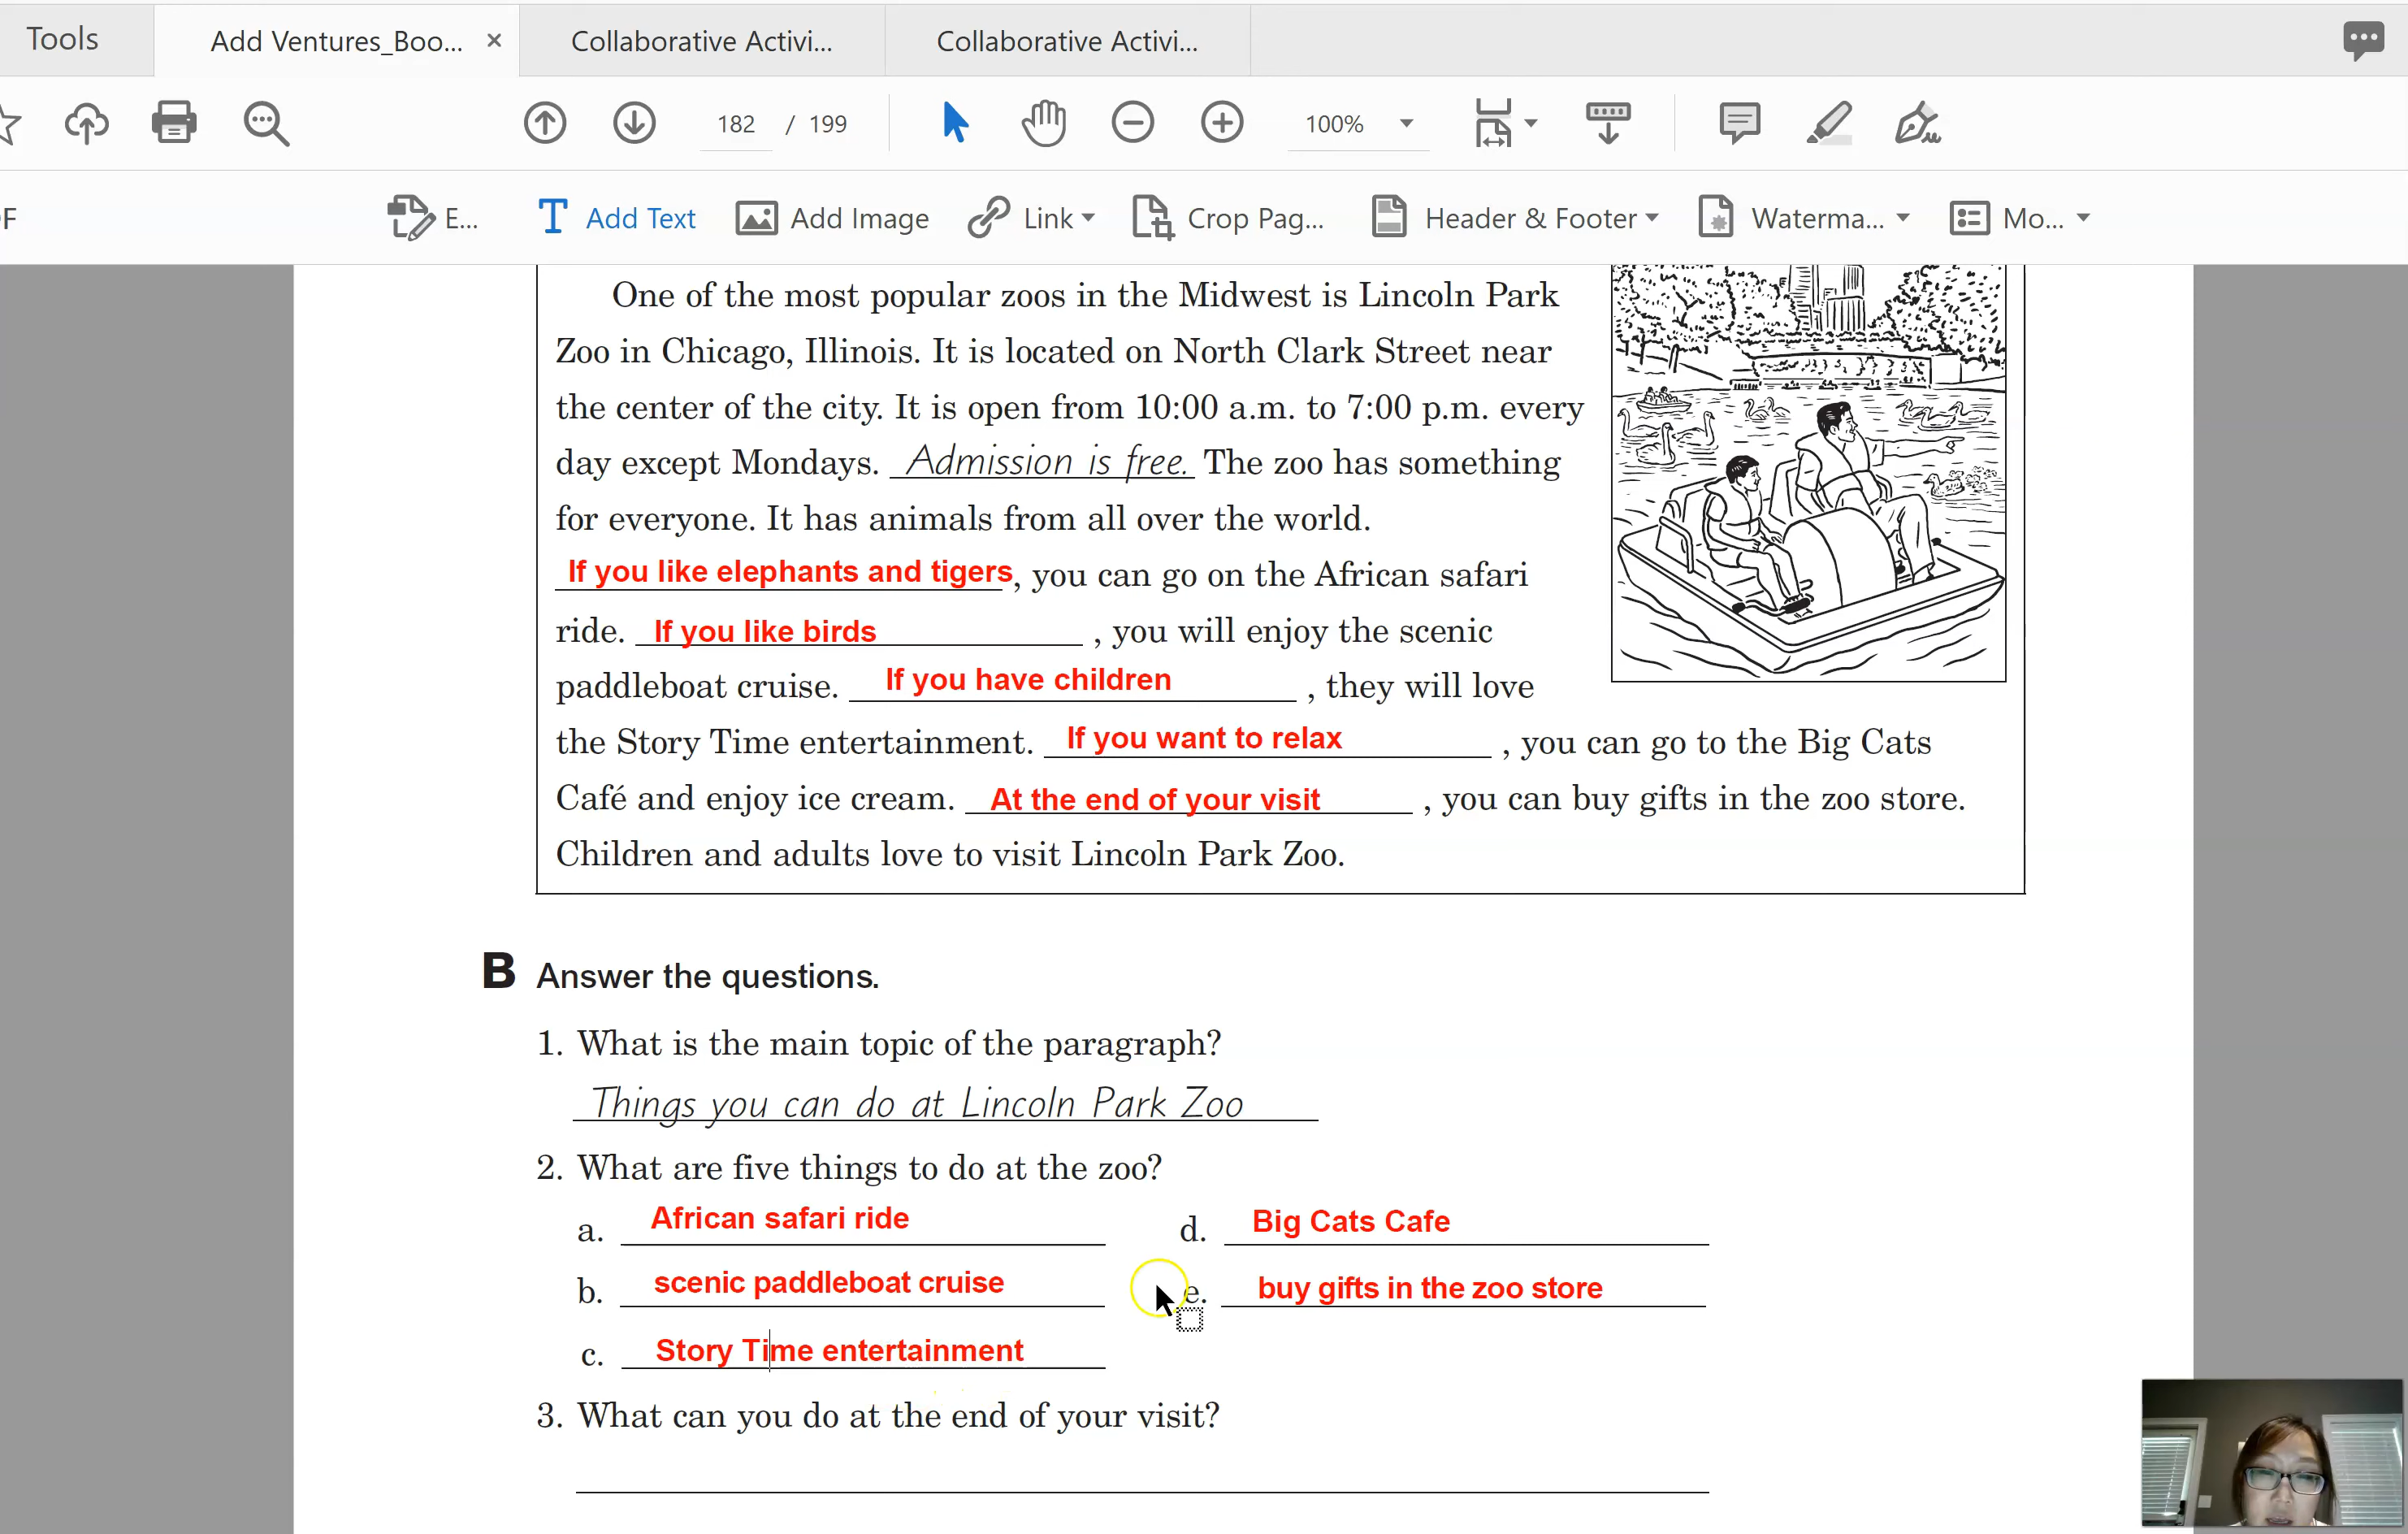 Tools Add Ventures_Boo... × Collaborative Activi... Collaborative Activi...
182 / 199 100%
F E... Add Text Add Image Link Crop Pag... Header & Footer Waterma... Mo...
One of the most popular zoos in the Midwest is Lincoln Park
Zoo in Chicago, Illinois. It is located on North Clark Street near
the center of the city. It is open from 10:00 a.m. to 7:00 p.m. every
day except Mondays. Admission is free. The zoo has something
for everyone. It has animals from all over the world.
If you like elephants and tigers, you can go on the African safari
ride. If you like birds , you will enjoy the scenic
paddleboat cruise. If you have children , they will love
the Story Time entertainment. If you want to relax , you can go to the Big Cats
Café and enjoy ice cream. At the end of your visit , you can buy gifts in the zoo store.
Children and adults love to visit Lincoln Park Zoo.
B Answer the questions.
1. What is the main topic of the paragraph?
Things you can do at Lincoln Park Zoo
2. What are five things to do at the zoo?
a. African safari ride d. Big Cats Cafe
b. scenic paddleboat cruise e. buy gifts in the zoo store
c. Story Time entertainment
3. What can you do at the end of your visit?